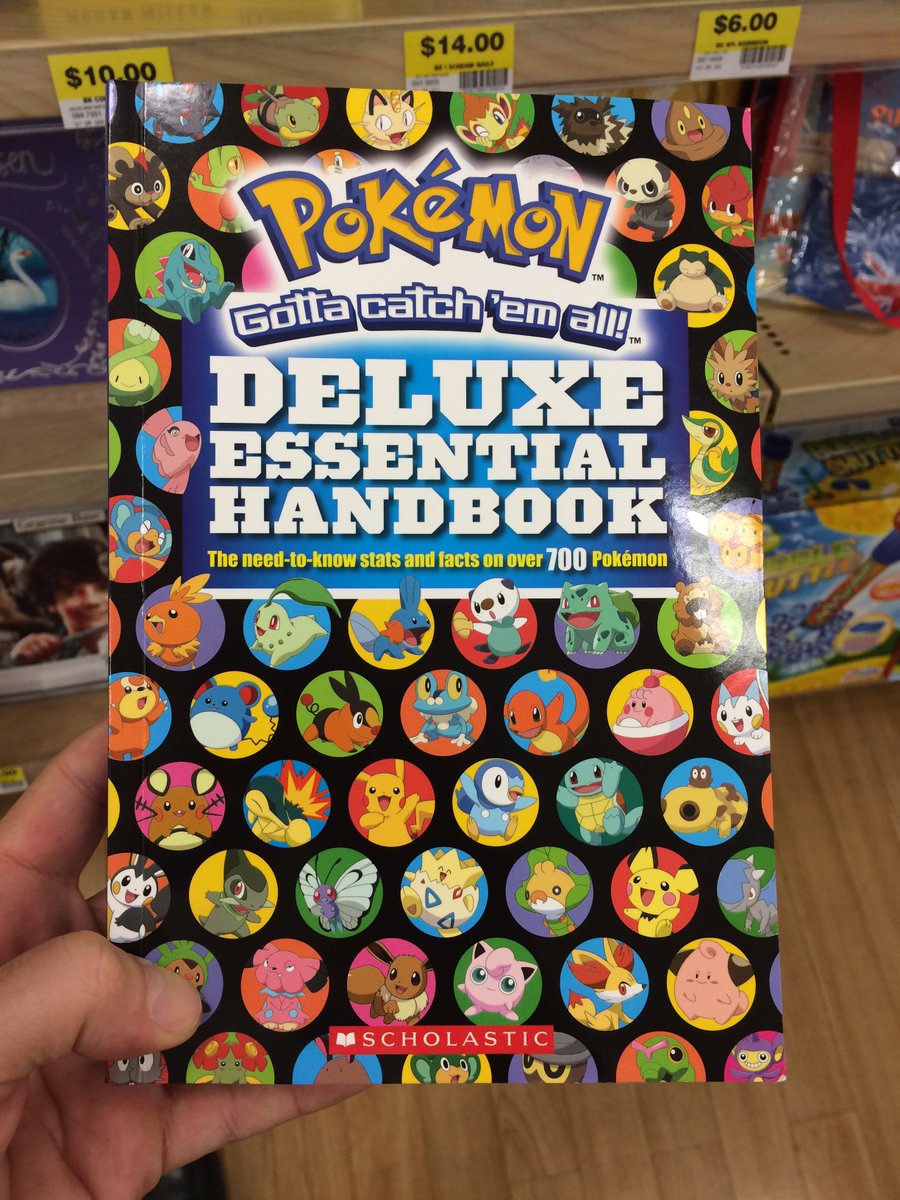 $10.00
$14.00
$6.00
POKéMON
TM
Gotta catch 'em all!
TM
DELUXE
ESSENTIAL
HANDBOOK
The need-to-know stats and facts on over 700 Pokémon
SCHOLASTIC